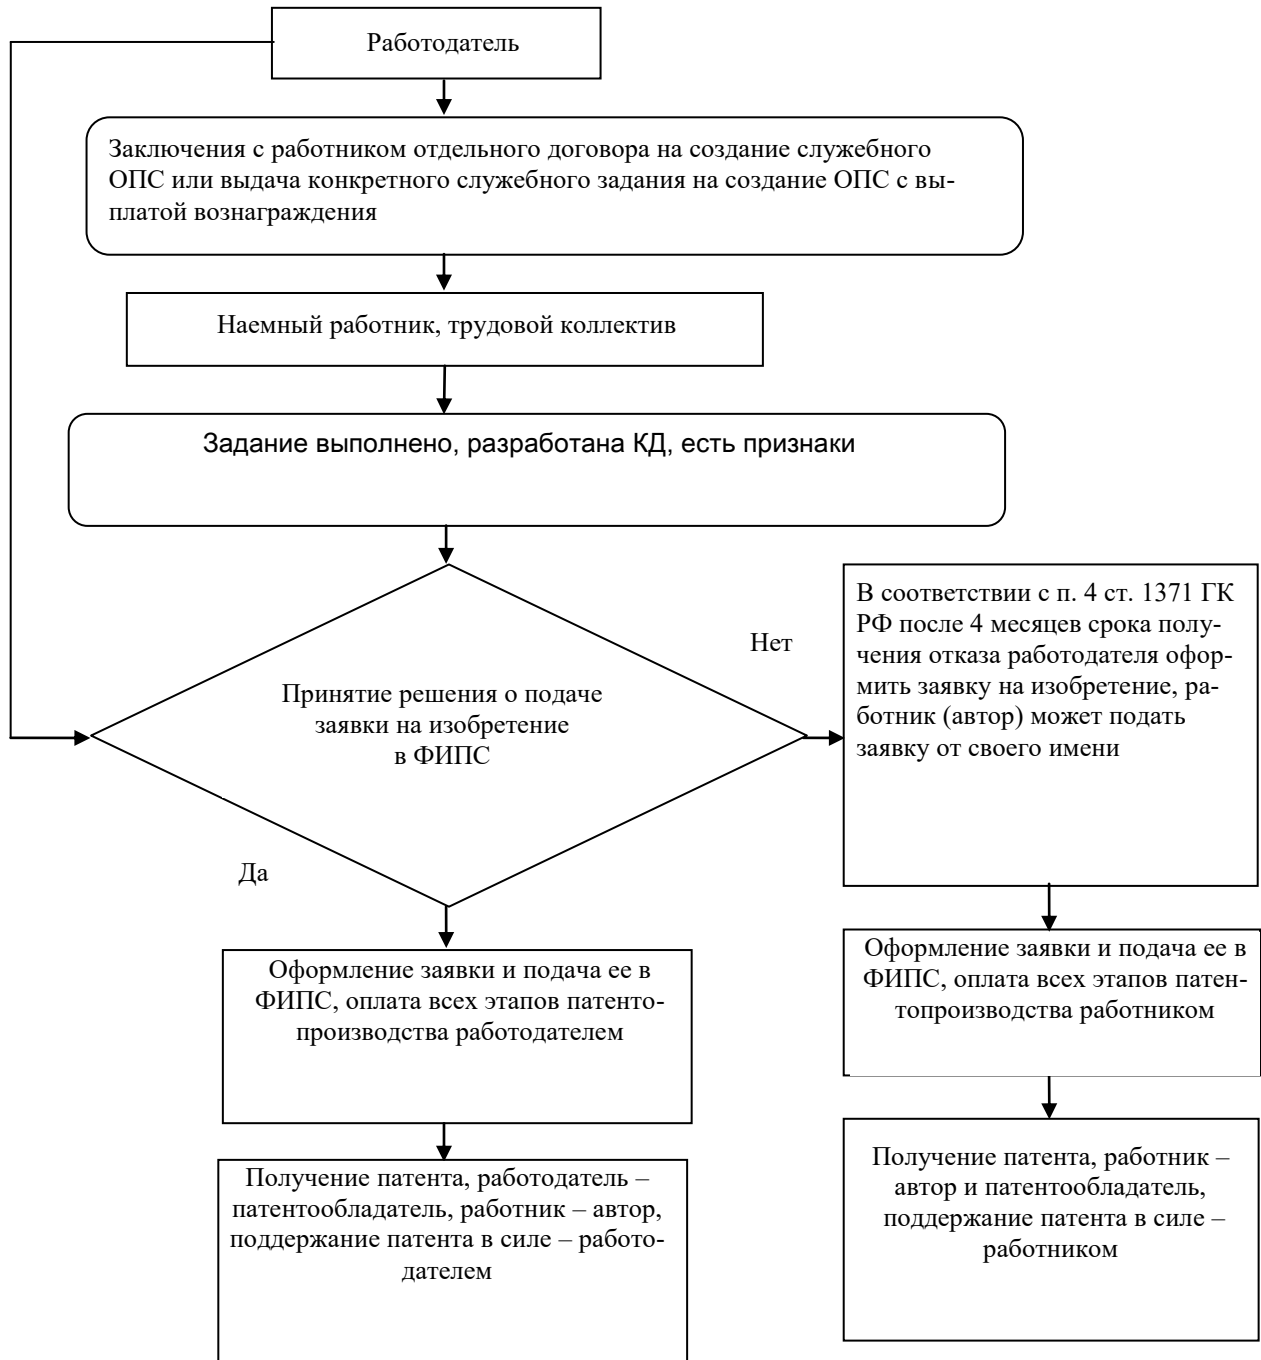 Работодатель
Заключения с работником отдельного договора на создание служебного
ОПС или выдача конкретного служебного задания на создание ОПС с вы-
платой вознаграждения
Наемный работник, трудовой коллектив
Задание выполнено, разработана КД, есть признаки
Принятие решения о подаче
заявки на изобретение
в ФИПС
Нет
В соответствии с п. 4 ст. 1371 ГК
РФ после 4 месяцев срока полу-
чения отказа работодателя офор-
мить заявку на изобретение, ра-
ботник (автор) может подать
заявку от своего имени
Да
Оформление заявки и подача ее в
ФИПС, оплата всех этапов патенто-
производства работодателем
Оформление заявки и подача ее в
ФИПС, оплата всех этапов патен-
топроизводства работником
Получение патента, работодатель –
патентообладатель, работник – автор,
поддержание патента в силе – работо-
дателем
Получение патента, работник –
автор и патентообладатель,
поддержание патента в силе –
работником